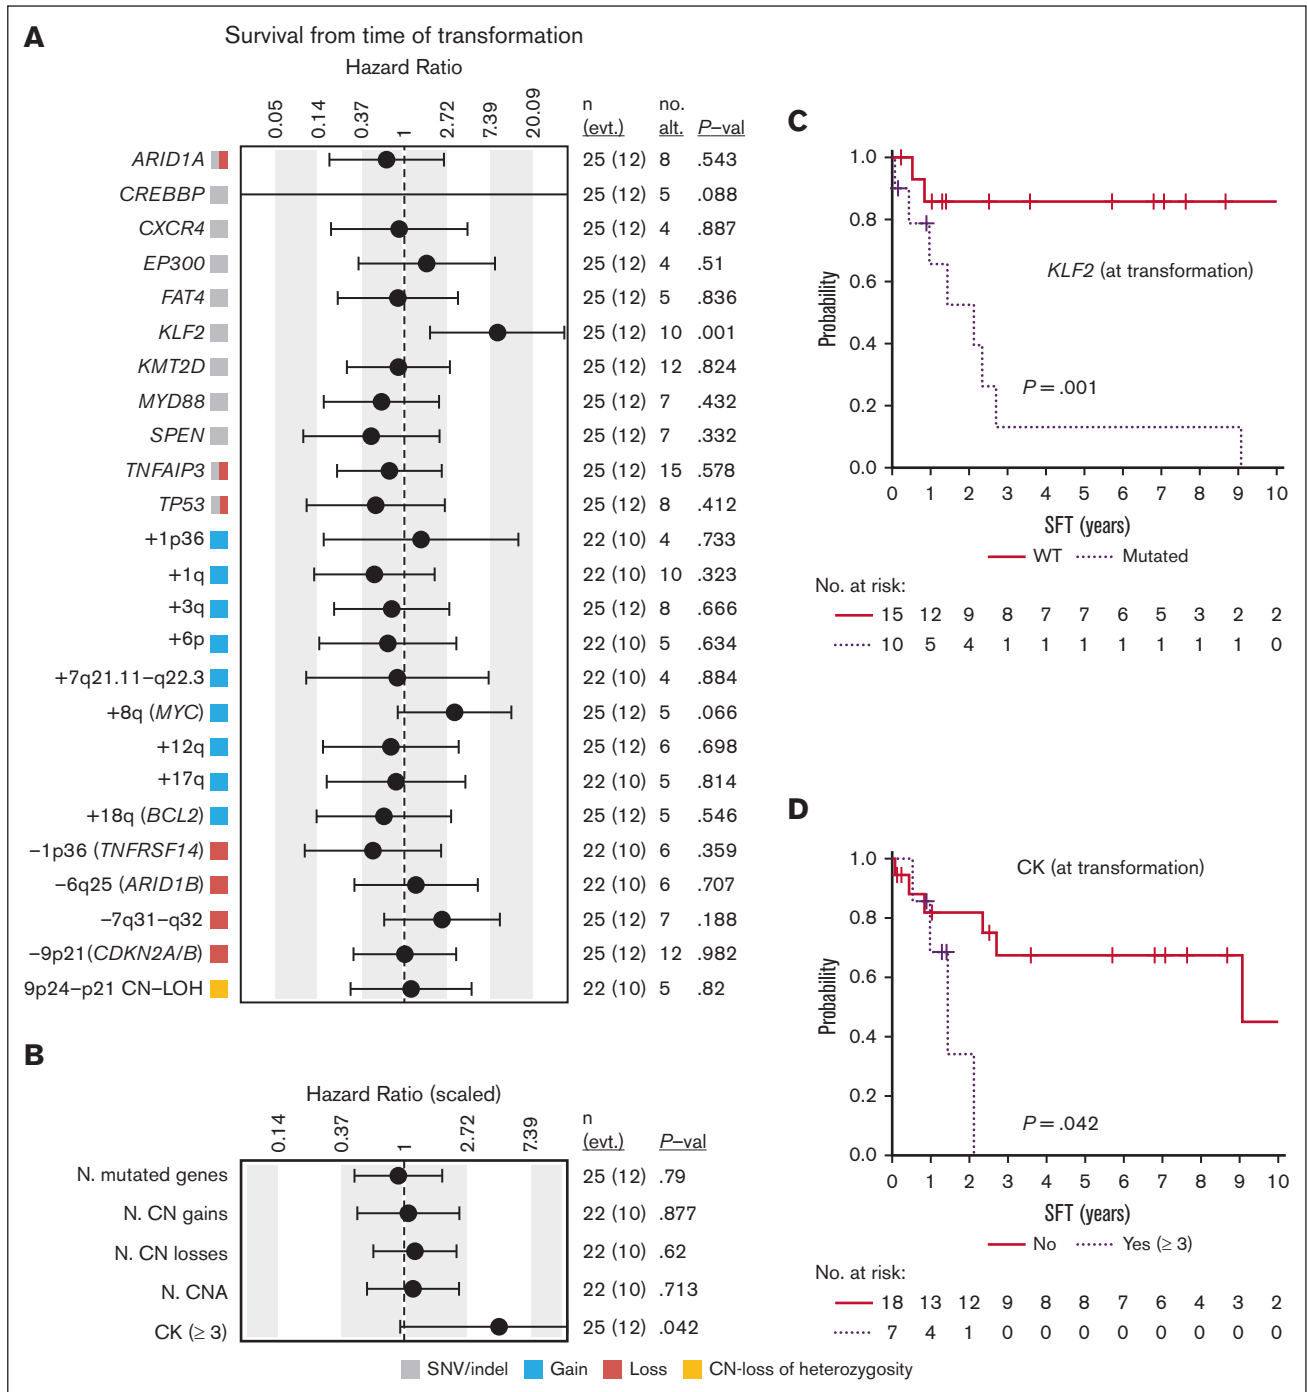 A
Survival from time of transformation
Hazard Ratio
0.05 0.14 0.37 1 2.72 7.39 20.09
n (evt.) no. alt. P–val
ARID1A 25 (12) 8 .543
CREBBP 25 (12) 5 .088
CXCR4 25 (12) 4 .887
EP300 25 (12) 4 .51
FAT4 25 (12) 5 .836
KLF2 25 (12) 10 .001
KMT2D 25 (12) 12 .824
MYD88 25 (12) 7 .432
SPEN 25 (12) 7 .332
TNFAIP3 25 (12) 15 .578
TP53 25 (12) 8 .412
+1p36 22 (10) 4 .733
+1q 22 (10) 10 .323
+3q 25 (12) 8 .666
+6p 22 (10) 5 .634
+7q21.11–q22.3 22 (10) 4 .884
+8q (MYC) 25 (12) 5 .066
+12q 25 (12) 6 .698
+17q 22 (10) 5 .814
+18q (BCL2) 25 (12) 5 .546
–1p36 (TNFRSF14) 22 (10) 6 .359
–6q25 (ARID1B) 22 (10) 6 .707
–7q31–q32 25 (12) 7 .188
–9p21(CDKN2A/B) 25 (12) 12 .982
9p24–p21 CN–LOH 22 (10) 5 .82
B
Hazard Ratio (scaled)
0.14 0.37 1 2.72 7.39
n (evt.) P–val
N. mutated genes 25 (12) .79
N. CN gains 22 (10) .877
N. CN losses 22 (10) .62
N. CNA 22 (10) .713
CK (≥ 3) 25 (12) .042
SNV/indel Gain Loss CN-loss of heterozygosity
C
Probability
1.0
0.8
0.6
0.4
0.2
0.0
KLF2 (at transformation)
P = .001
0 1 2 3 4 5 6 7 8 9 10
SFT (years)
WT Mutated
No. at risk:
15 12 9 8 7 7 6 5 3 2 2
10 5 4 1 1 1 1 1 1 1 0
D
Probability
1.0
0.8
0.6
0.4
0.2
0.0
CK (at transformation)
P = .042
0 1 2 3 4 5 6 7 8 9 10
SFT (years)
No Yes (≥ 3)
No. at risk:
18 13 12 9 8 8 7 6 4 3 2
7 4 1 0 0 0 0 0 0 0 0